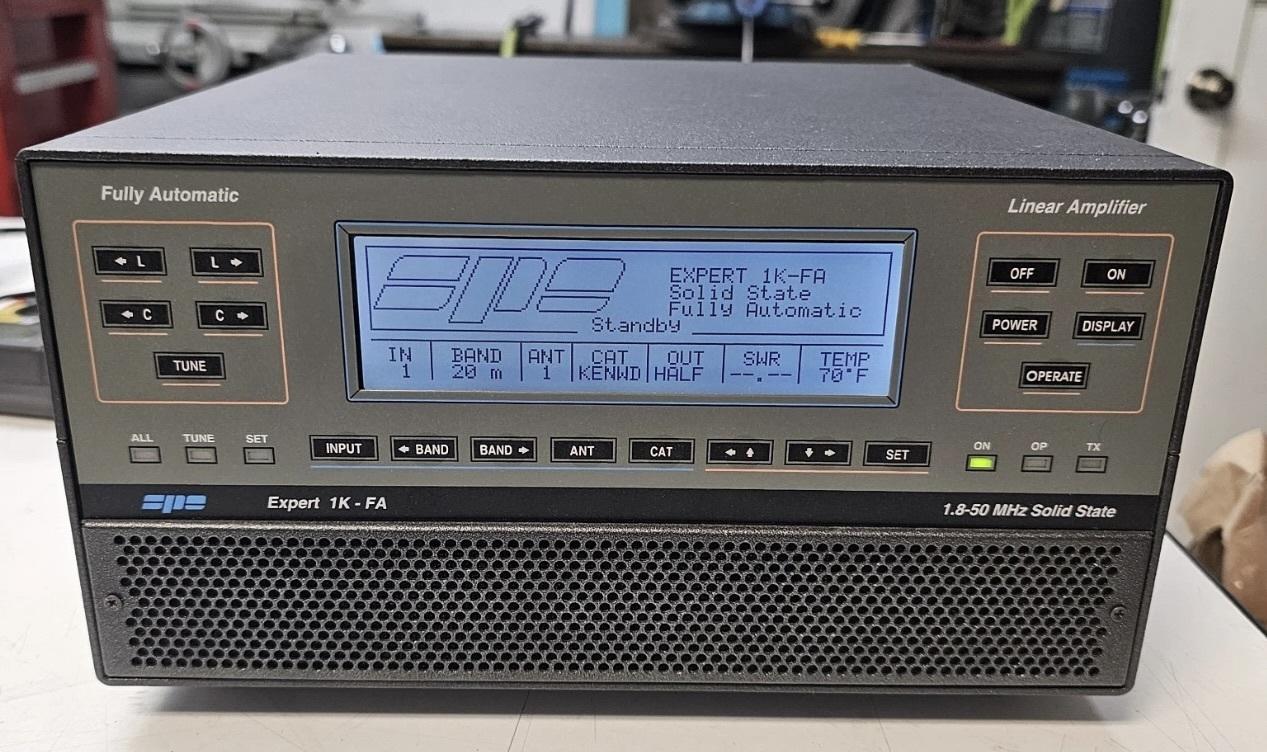 Fully Automatic
Linear Amplifier
← L
L →
← C
C →
TUNE
spe
EXPERT 1K-FA
Solid State
Fully Automatic
Standby
IN BAND ANT CAT OUT SWR TEMP
1 20 m 1 KENWD HALF --.-- 70°F
OFF
ON
POWER
DISPLAY
OPERATE
ALL TUNE SET
INPUT
← BAND
BAND →
ANT
CAT
← ⬆
⬇ →
SET
ON OP TX
spe Expert 1K - FA
1.8-50 MHz Solid State